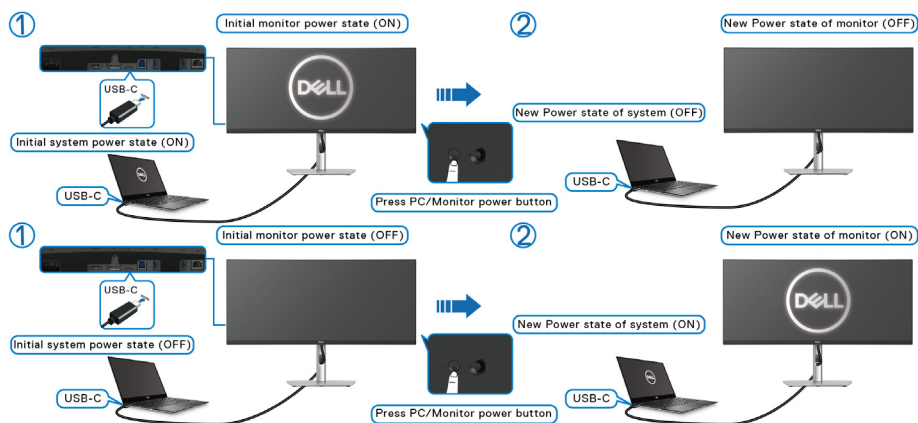 ①
Initial monitor power state (ON)
②
New Power state of monitor (OFF)
DELL
USB-C
New Power state of system (OFF)
Initial system power state (ON)
USB-C
USB-C
Press PC/Monitor power button
①
Initial monitor power state (OFF)
②
New Power state of monitor (ON)
USB-C
DELL
New Power state of system (ON)
Initial system power state (OFF)
USB-C
USB-C
Press PC/Monitor power button